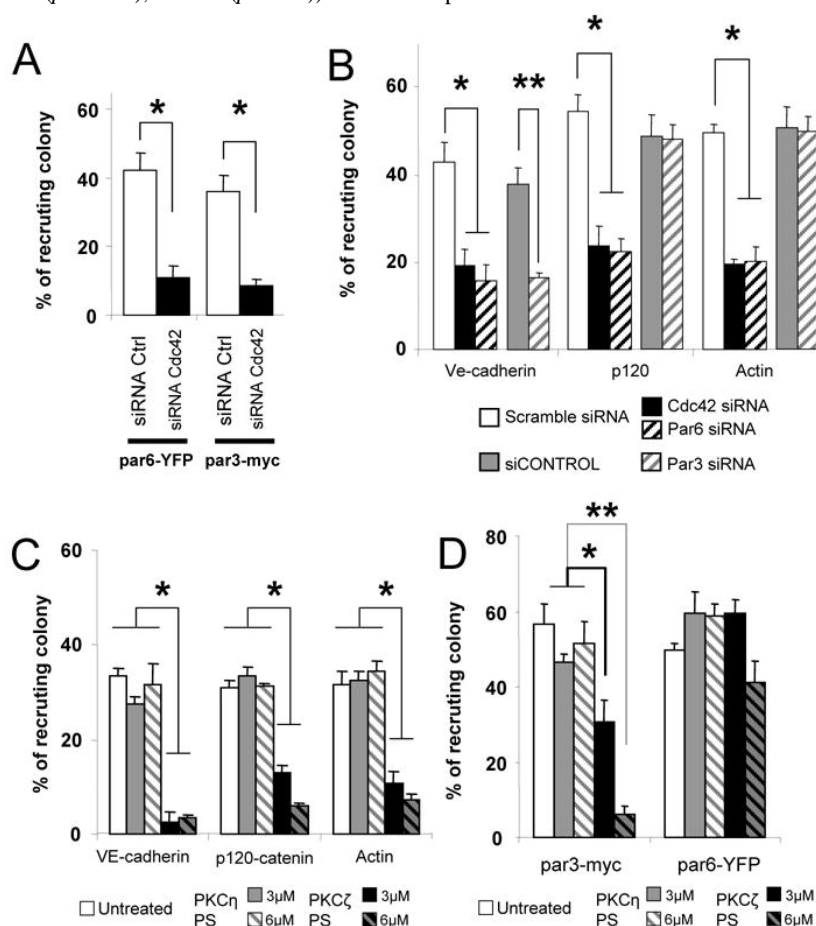 A
% of recruting colony
60
40
20
0
*
*
siRNA Ctrl
siRNA Cdc42
siRNA Ctrl
siRNA Cdc42
par6-YFP
par3-myc
B
% of recruting colony
60
40
20
0
*
**
*
*
Ve-cadherin
p120
Actin
Scramble siRNA
Cdc42 siRNA
Par6 siRNA
siCONTROL
Par3 siRNA
C
% of recruting colony
60
40
20
0
*
*
*
VE-cadherin
p120-catenin
Actin
Untreated
PKCη
PS
3µM
6µM
PKCζ
PS
3µM
6µM
D
% of recruting colony
80
60
40
20
0
**
*
par3-myc
par6-YFP
Untreated
PKCη
PS
3µM
6µM
PKCζ
PS
3µM
6µM